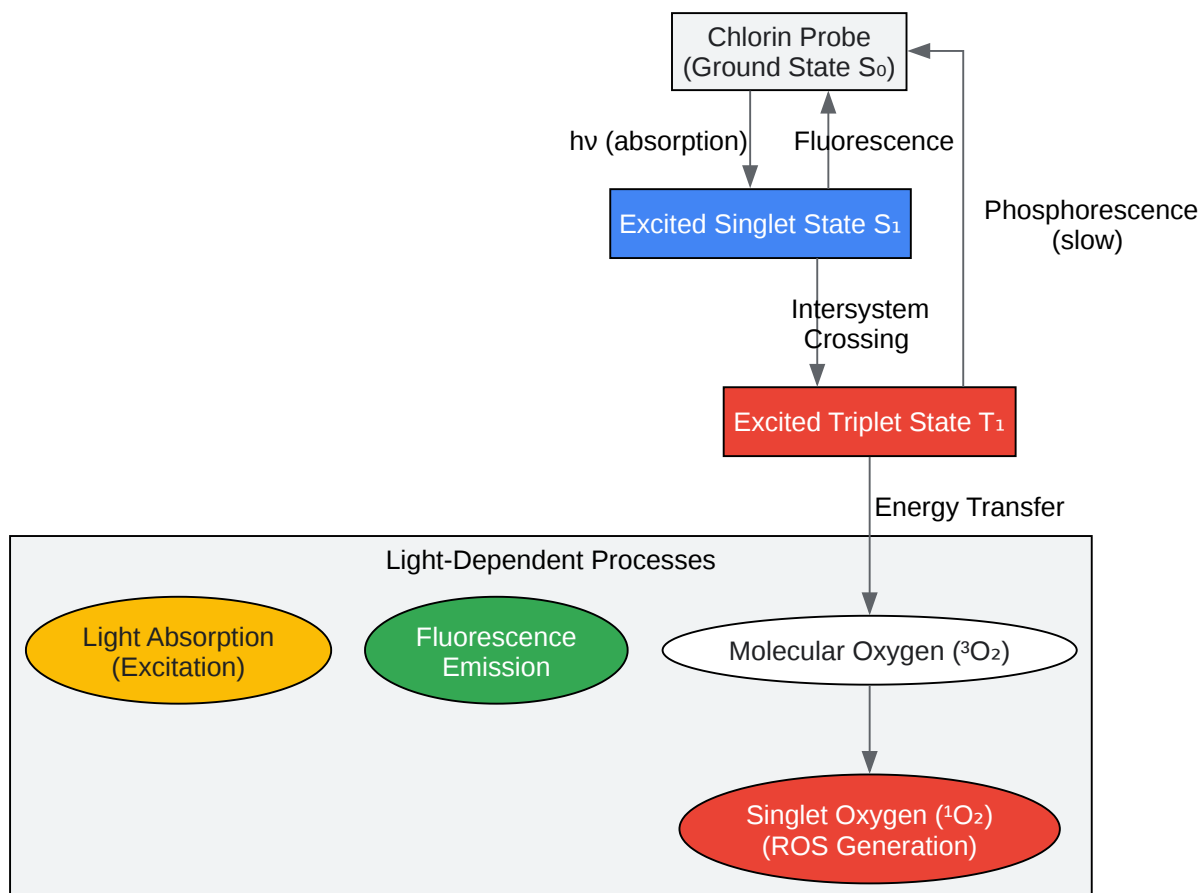 Chlorin Probe
(Ground State S₀)
hν (absorption)
Fluorescence
Excited Singlet State S₁
Phosphorescence
(slow)
Intersystem
Crossing
Excited Triplet State T₁
Energy Transfer
Light-Dependent Processes
Light Absorption
(Excitation)
Fluorescence
Emission
Molecular Oxygen (³O₂)
Singlet Oxygen (¹O₂)
(ROS Generation)